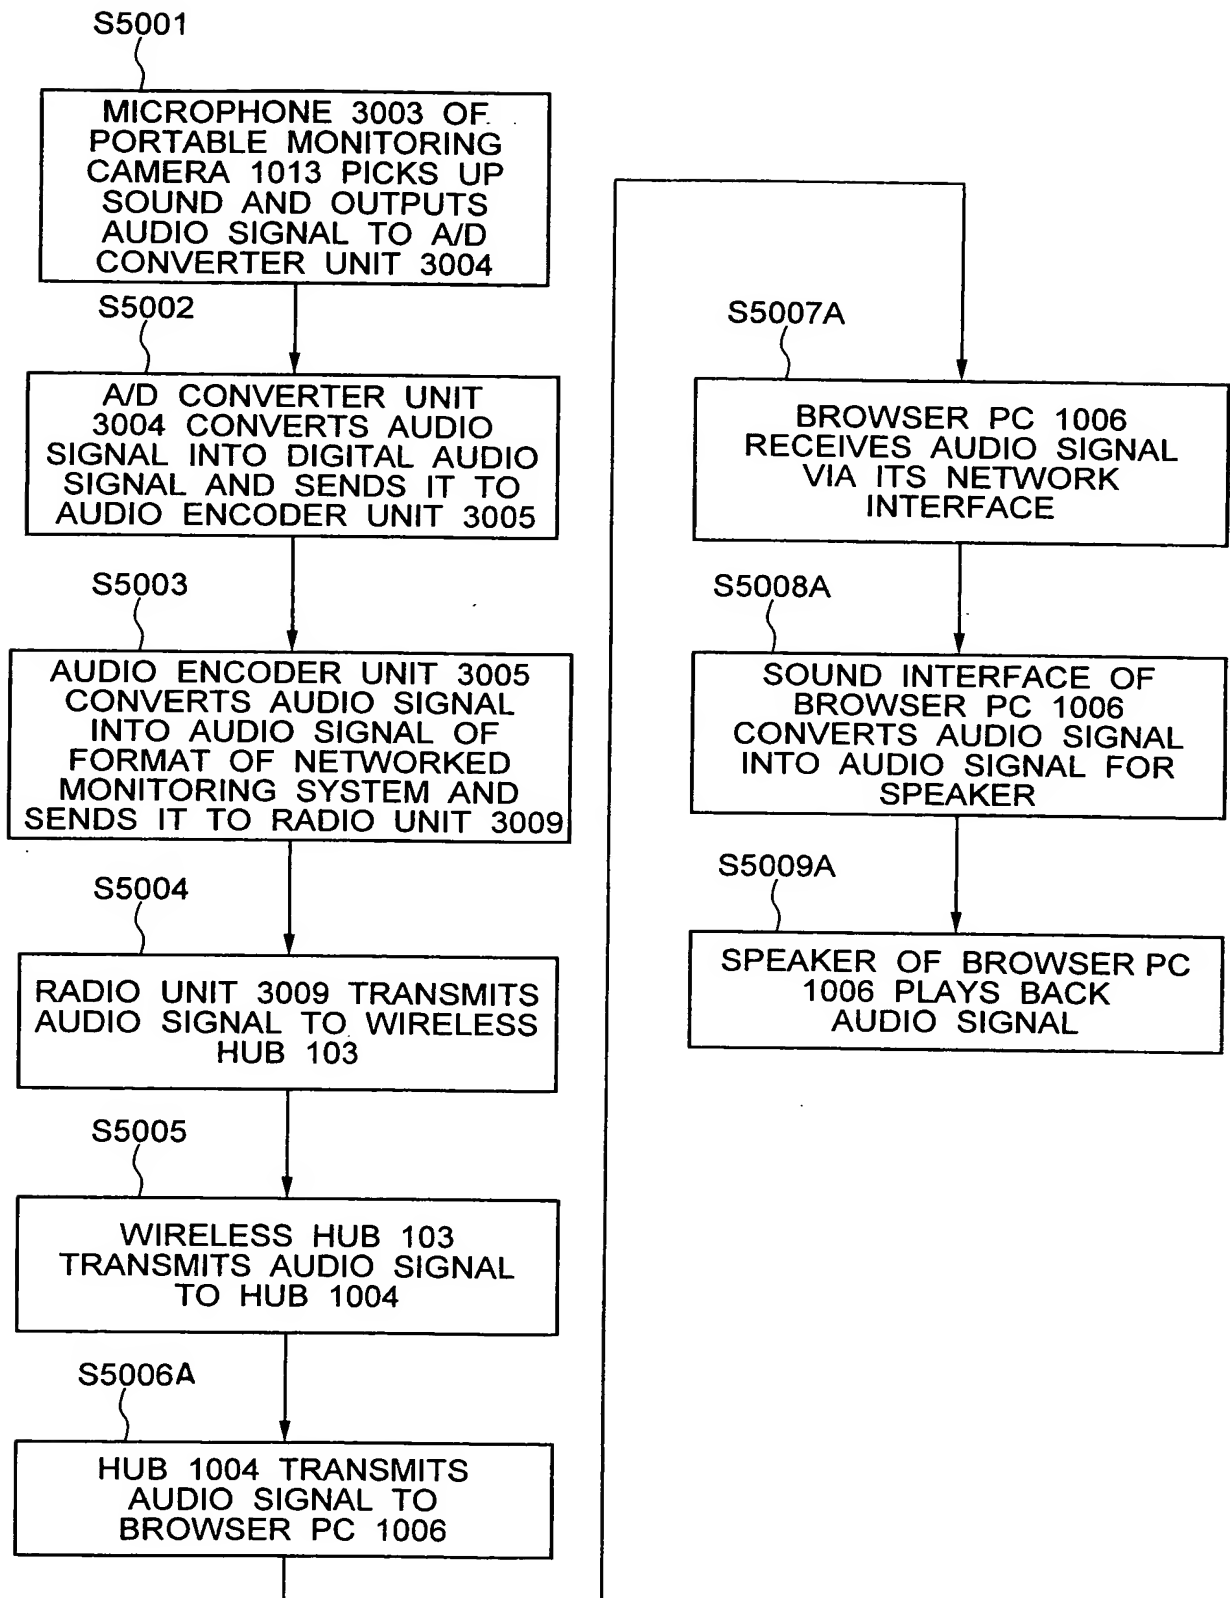 S5001
MICROPHONE 3003 OF
PORTABLE MONITORING
CAMERA 1013 PICKS UP
SOUND AND OUTPUTS
AUDIO SIGNAL TO A/D
CONVERTER UNIT 3004
S5002
A/D CONVERTER UNIT
3004 CONVERTS AUDIO
SIGNAL INTO DIGITAL AUDIO
SIGNAL AND SENDS IT TO
AUDIO ENCODER UNIT 3005
S5003
AUDIO ENCODER UNIT 3005
CONVERTS AUDIO SIGNAL
INTO AUDIO SIGNAL OF
FORMAT OF NETWORKED
MONITORING SYSTEM AND
SENDS IT TO RADIO UNIT 3009
S5004
RADIO UNIT 3009 TRANSMITS
AUDIO SIGNAL TO WIRELESS
HUB 103
S5005
WIRELESS HUB 103
TRANSMITS AUDIO SIGNAL
TO HUB 1004
S5006A
HUB 1004 TRANSMITS
AUDIO SIGNAL TO
BROWSER PC 1006
S5007A
BROWSER PC 1006
RECEIVES AUDIO SIGNAL
VIA ITS NETWORK
INTERFACE
S5008A
SOUND INTERFACE OF
BROWSER PC 1006
CONVERTS AUDIO SIGNAL
INTO AUDIO SIGNAL FOR
SPEAKER
S5009A
SPEAKER OF BROWSER PC
1006 PLAYS BACK
AUDIO SIGNAL